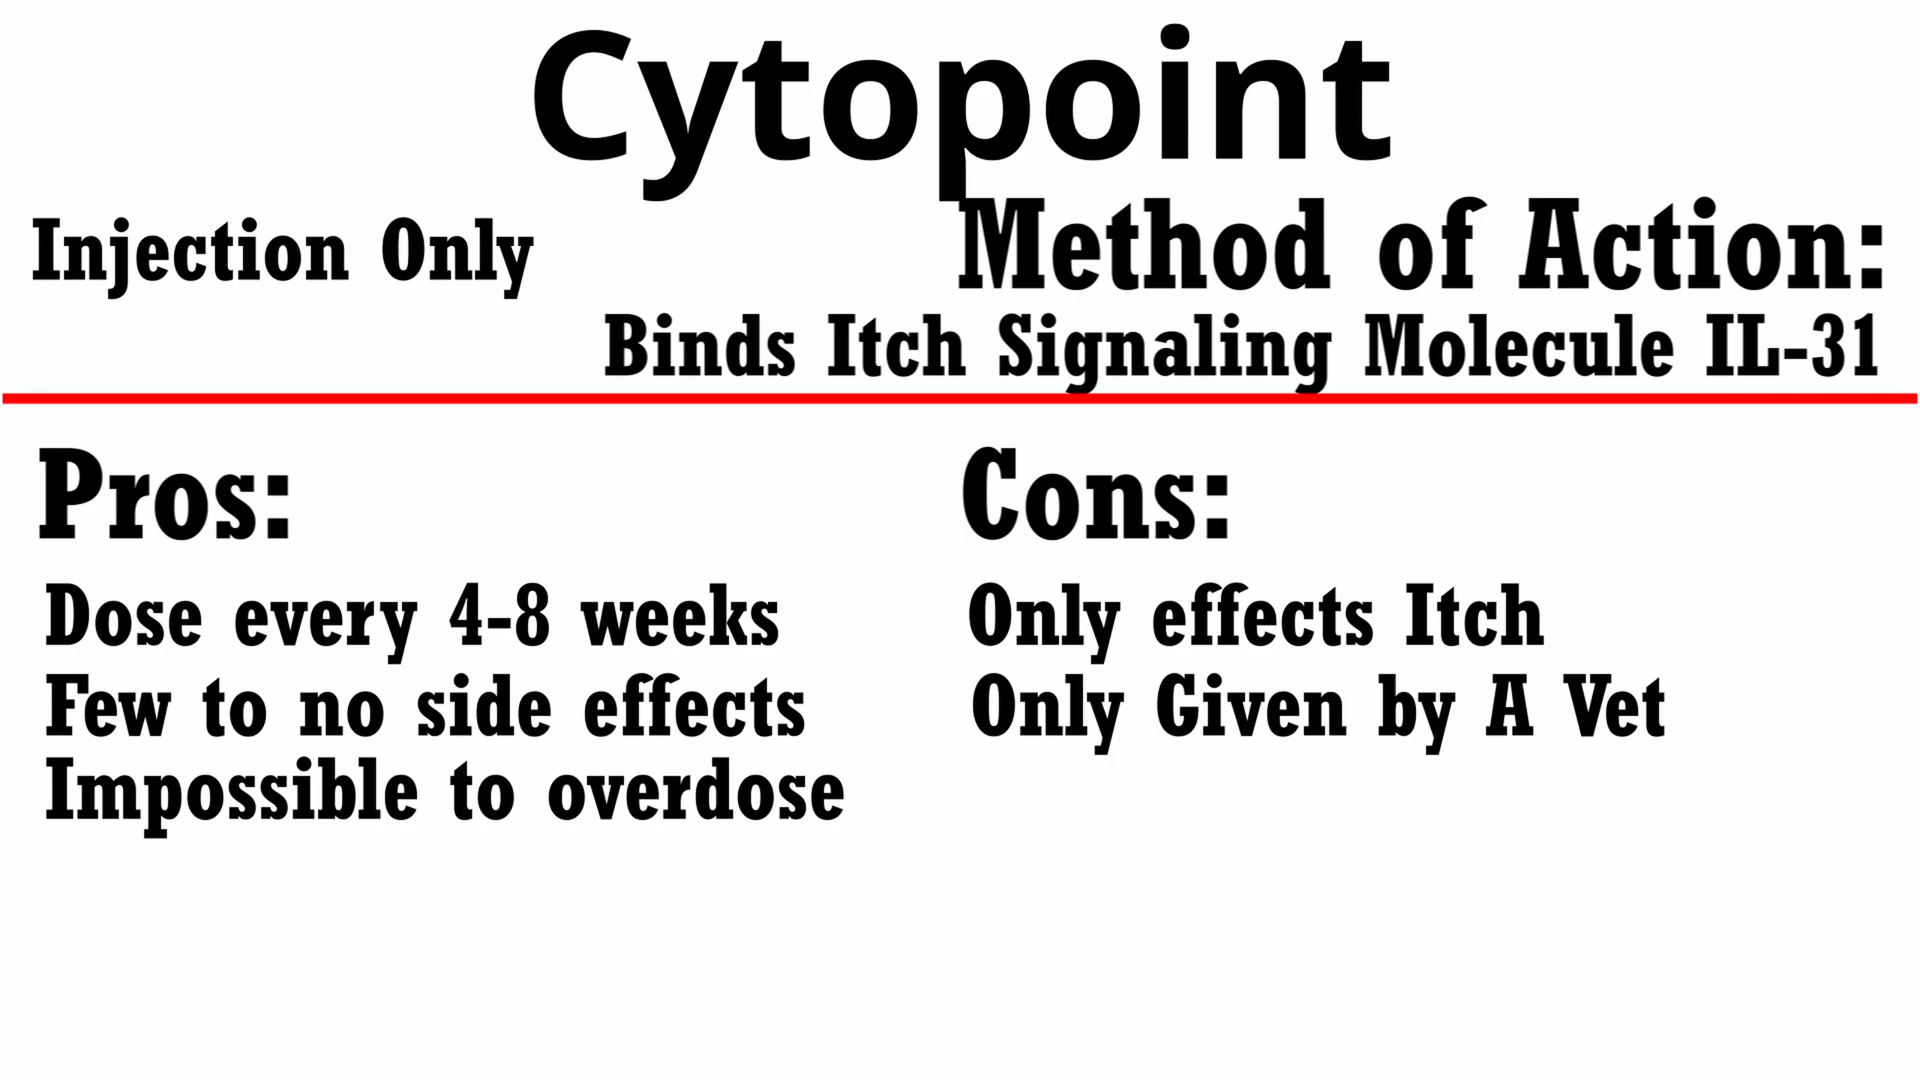 Cytopoint
Injection Only
Method of Action:
Binds Itch Signaling Molecule IL-31
Pros:
Dose every 4-8 weeks
Few to no side effects
Impossible to overdose
Cons:
Only effects Itch
Only Given by A Vet